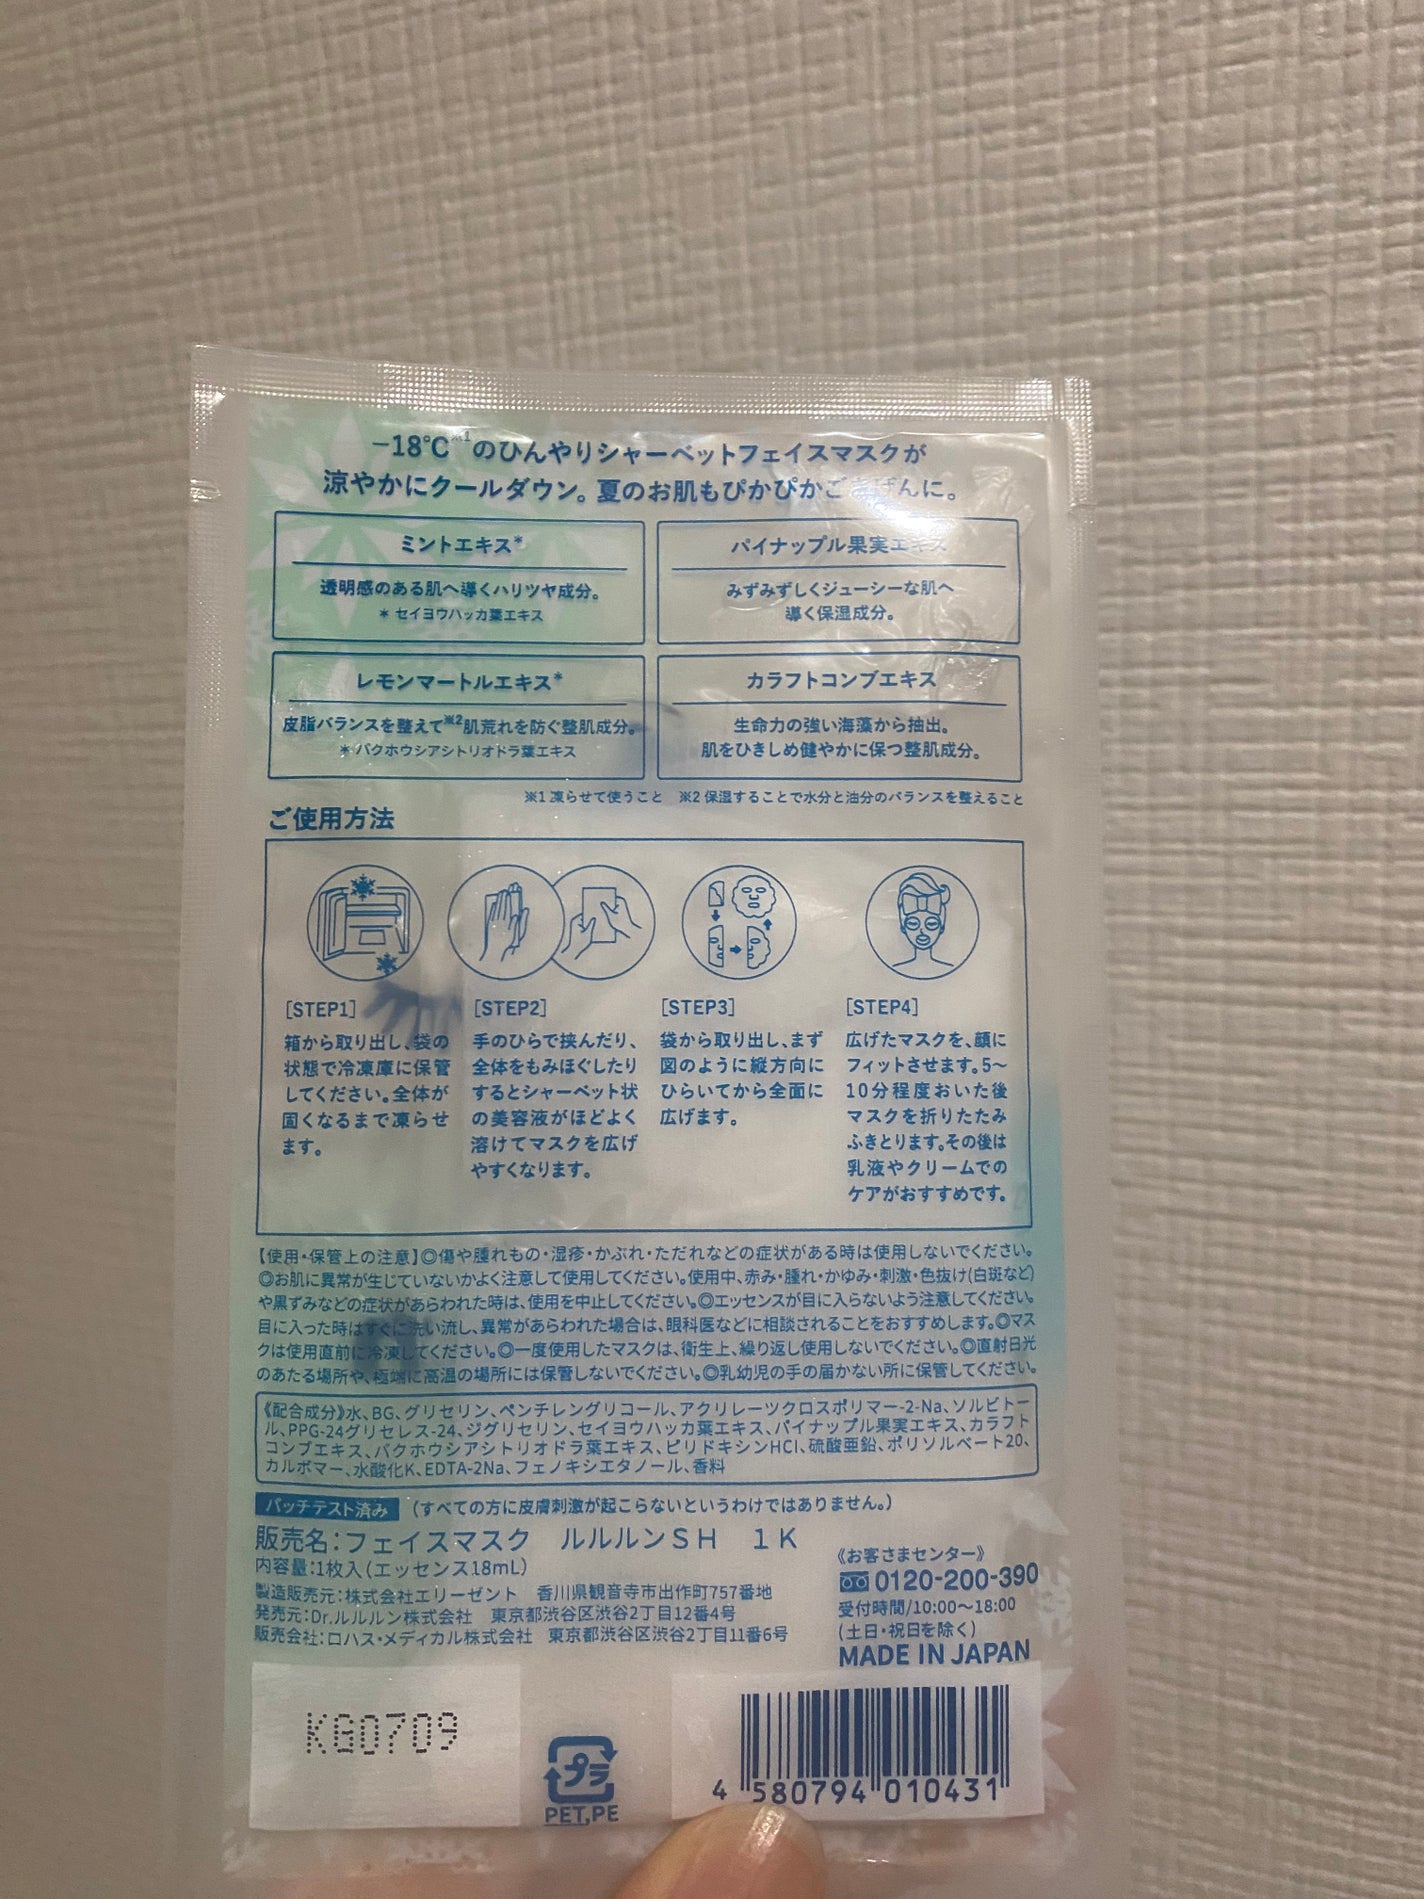 −18℃※1のひんやりシャーベットフェイスマスクが
涼やかにクールダウン。夏のお肌もぴかぴかごきげんに。
ミントエキス*
透明感のある肌へ導くハリツヤ成分。
* セイヨウハッカ葉エキス
パイナップル果実エキス
みずみずしくジューシーな肌へ
導く保湿成分。
レモンマートルエキス*
皮脂バランスを整えて※2肌荒れを防ぐ整肌成分。
* バクホウシアシトリオドラ葉エキス
カラフトコンブエキス
生命力の強い海藻から抽出。
肌をひきしめ健やかに保つ整肌成分。
※1 凍らせて使うこと ※2 保湿することで水分と油分のバランスを整えること
ご使用方法
[STEP1]
箱から取り出し、袋の
状態で冷凍庫に保管
してください。全体が
固くなるまで凍らせ
ます。
[STEP2]
手のひらで挟んだり、
全体をもみほぐしたり
するとシャーベット状
の美容液がほどよく
溶けてマスクを広げ
やすくなります。
[STEP3]
袋から取り出し、まず
図のように縦方向に
ひらいてから全面に
広げます。
[STEP4]
広げたマスクを、顔に
フィットさせます。5〜
10分程度おいた後
マスクを折りたたみ
ふきとります。その後は
乳液やクリームでの
ケアがおすすめです。
【使用・保管上の注意】◎傷や腫れもの・湿疹・かぶれ・ただれなどの症状がある時は使用しないでください。
◎お肌に異常が生じていないかよく注意して使用してください。使用中、赤み・腫れ・かゆみ・刺激・色抜け(白斑など)
や黒ずみなどの症状があらわれた時は、使用を中止してください。◎エッセンスが目に入らないよう注意してください。
目に入った時はすぐに洗い流し、異常があらわれた場合は、眼科医などに相談されることをおすすめします。◎マス
クは使用直前に冷凍してください。◎一度使用したマスクは、衛生上、繰り返し使用しないでください。◎直射日光
のあたる場所や、極端に高温の場所には保管しないでください。◎乳幼児の手の届かない所に保管してください。
《配合成分》水、BG、グリセリン、ペンチレングリコール、アクリレーツクロスポリマー-2-Na、ソルビトー
ル、PPG-24グリセレス-24、ジグリセリン、セイヨウハッカ葉エキス、パイナップル果実エキス、カラフト
コンブエキス、バクホウシアシトリオドラ葉エキス、ピリドキシンHCl、硫酸亜鉛、ポリソルベート20、
カルボマー、水酸化K、EDTA-2Na、フェノキシエタノール、香料
パッチテスト済み (すべての方に皮膚刺激が起こらないというわけではありません。)
販売名：フェイスマスク ルルルンＳＨ １Ｋ
内容量：1枚入(エッセンス18mL)
製造販売元：株式会社エリーゼント 香川県観音寺市出作町757番地
発売元：Dr.ルルルン株式会社 東京都渋谷区渋谷2丁目12番4号
販売会社：ロハス・メディカル株式会社 東京都渋谷区渋谷2丁目11番6号
《お客さまセンター》
0120-200-390
受付時間/10:00〜18:00
(土日・祝日を除く)
MADE IN JAPAN
KG0709
プラ
PET,PE
4 580794 010431